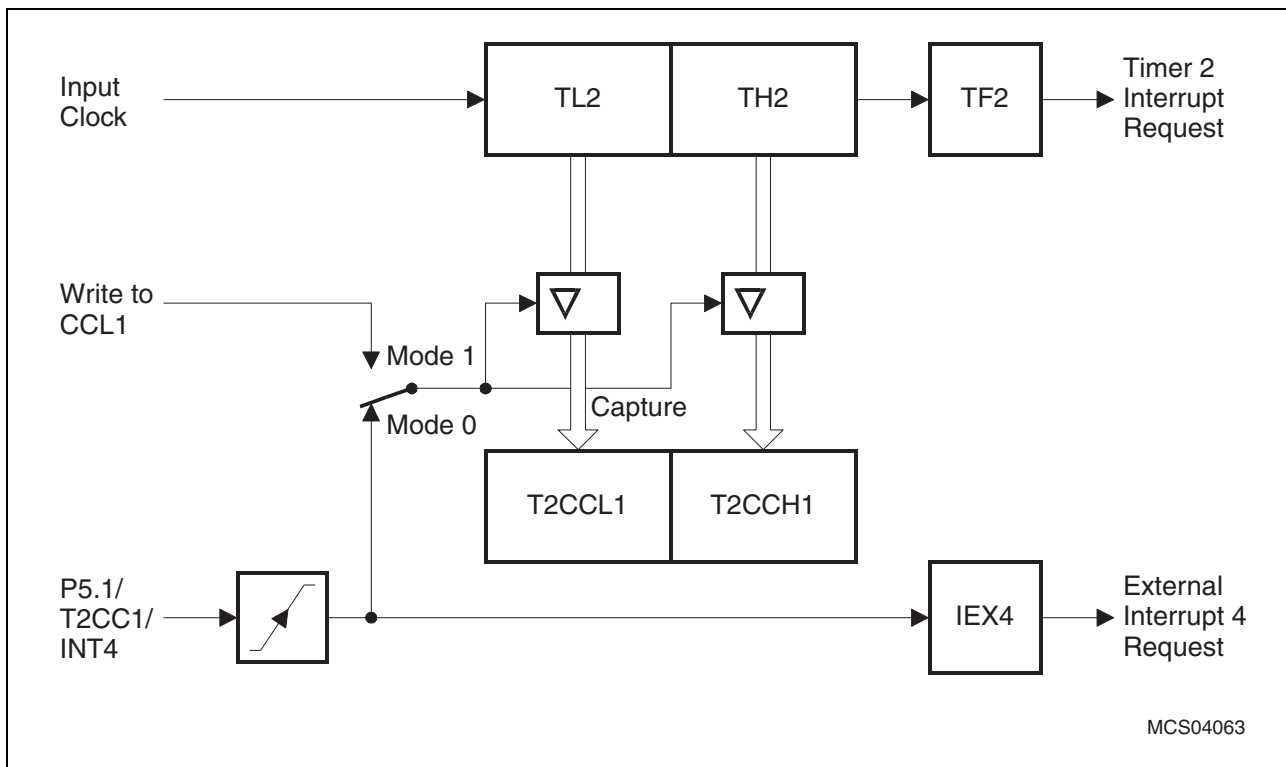 Input
Clock
TL2
TH2
TF2
Timer 2
Interrupt
Request
Write to
CCL1
Mode 1
Mode 0
Capture
T2CCL1
T2CCH1
P5.1/
T2CC1/
INT4
IEX4
External
Interrupt 4
Request
MCS04063